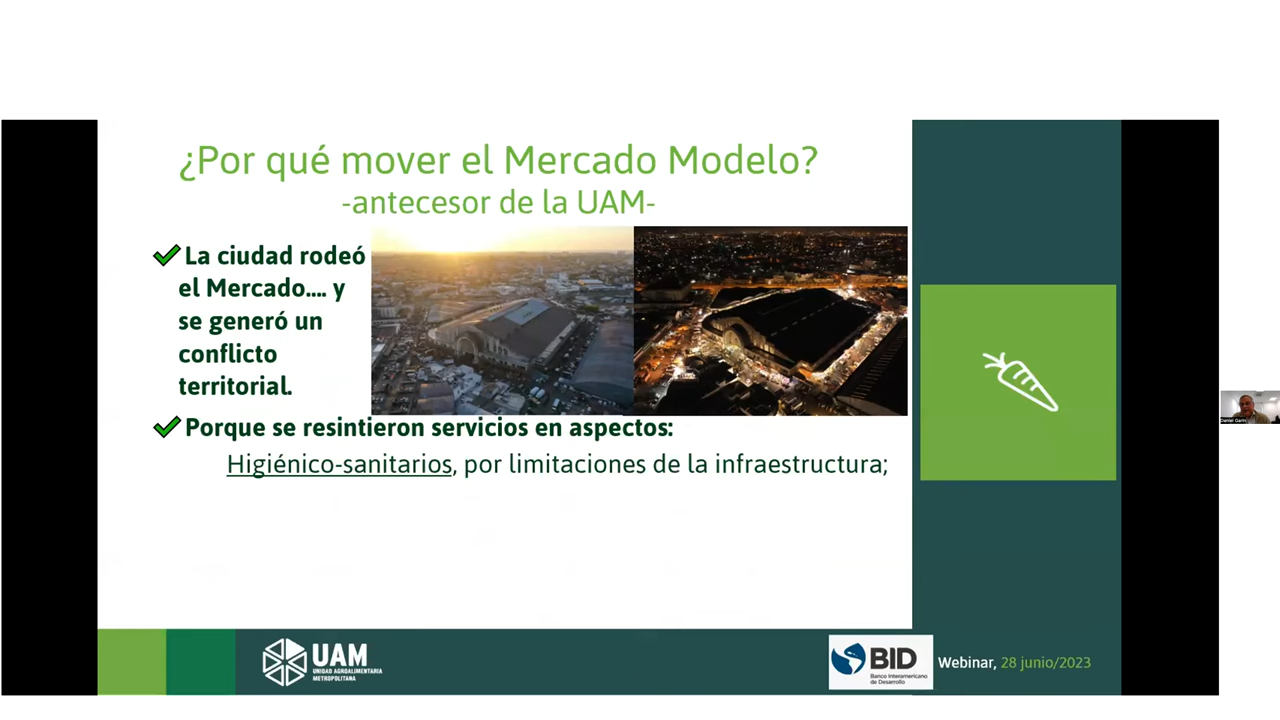 ¿Por qué mover el Mercado Modelo?
-antecesor de la UAM-
La ciudad rodeó
el Mercado.... y
se generó un
conflicto
territorial.
Porque se resintieron servicios en aspectos:
Higiénico-sanitarios, por limitaciones de la infraestructura;
UAM
UNIDAD AGROALIMENTARIA
METROPOLITANA
BID
Banco Interamericano
de Desarrollo
Webinar, 28 junio/2023
Daniel Garín